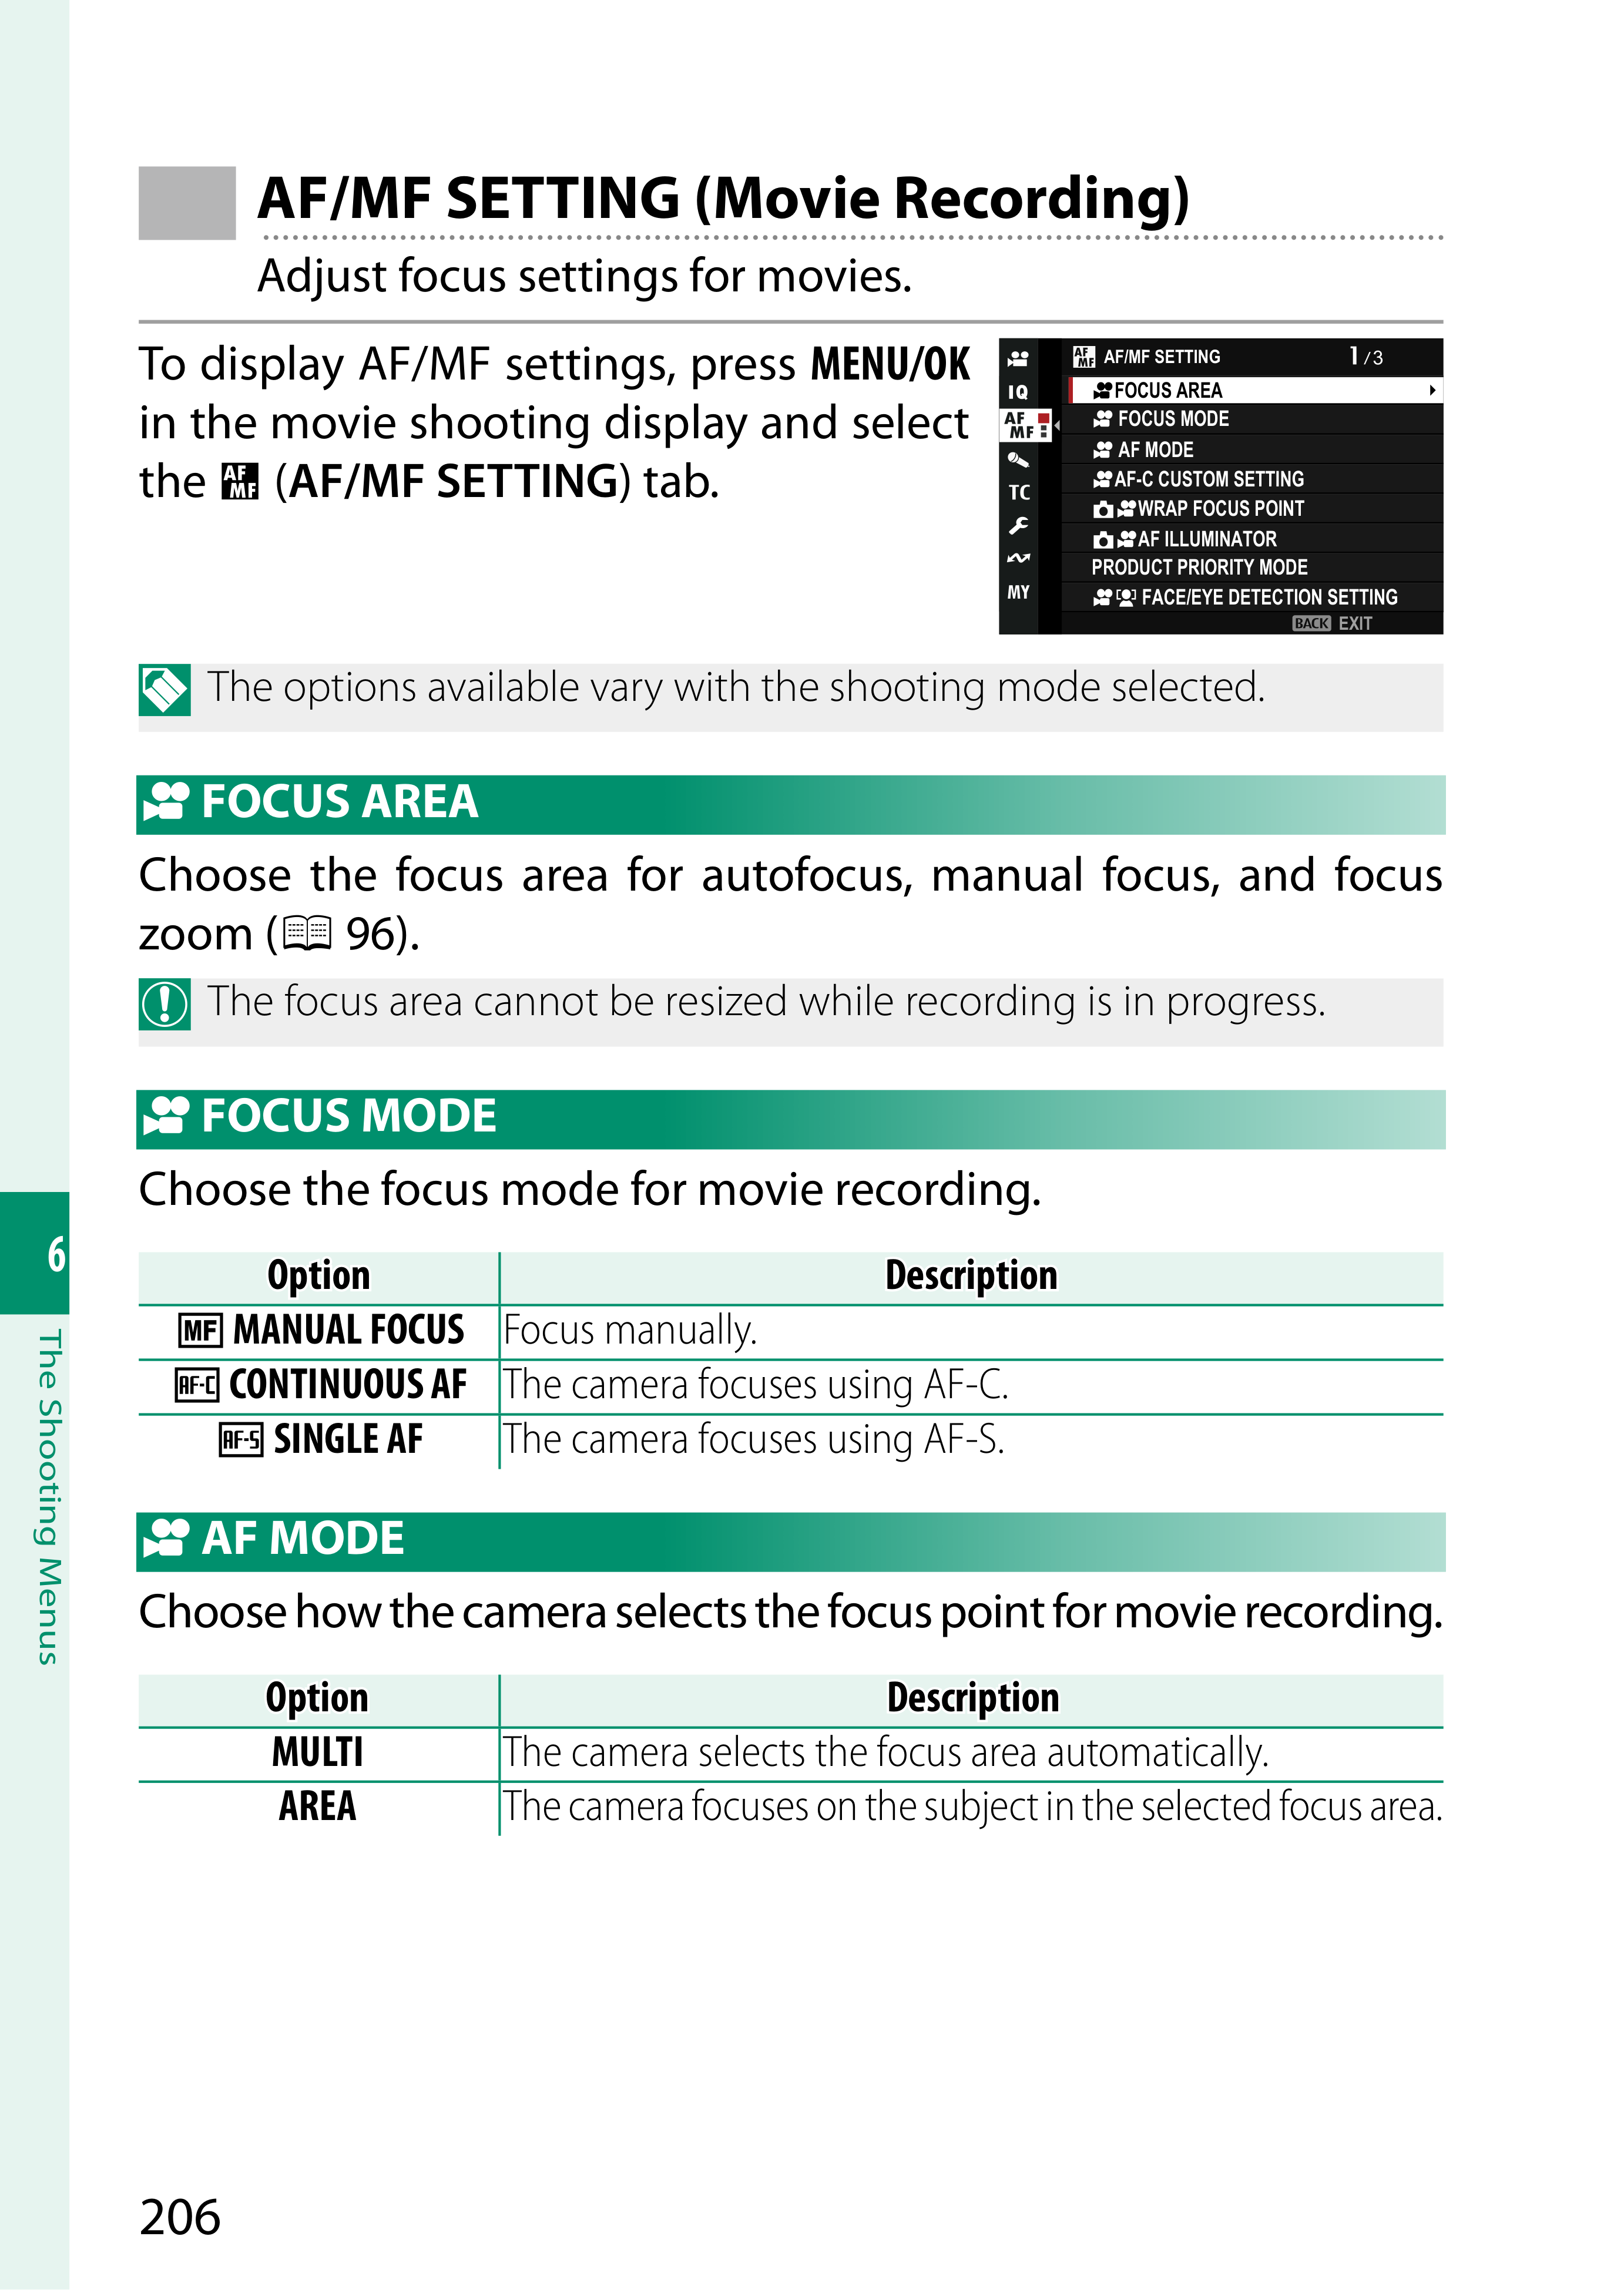 AF/MF SETTING (Movie Recording)
Adjust focus settings for movies.
To display AF/MF settings, press MENU/OK
in the movie shooting display and select
the AF MF (AF/MF SETTING) tab.
AF MF AF/MF SETTING 1/3
IQ
AF MF
TC
MY
FOCUS AREA
FOCUS MODE
AF MODE
AF-C CUSTOM SETTING
WRAP FOCUS POINT
AF ILLUMINATOR
PRODUCT PRIORITY MODE
FACE/EYE DETECTION SETTING
BACK EXIT
The options available vary with the shooting mode selected.
FOCUS AREA
Choose the focus area for autofocus, manual focus, and focus
zoom ( 96).
The focus area cannot be resized while recording is in progress.
FOCUS MODE
Choose the focus mode for movie recording.
Option Description
MF MANUAL FOCUS Focus manually.
AF-C CONTINUOUS AF The camera focuses using AF-C.
AF-S SINGLE AF The camera focuses using AF-S.
AF MODE
Choose how the camera selects the focus point for movie recording.
Option Description
MULTI The camera selects the focus area automatically.
AREA The camera focuses on the subject in the selected focus area.
6
The Shooting Menus
206